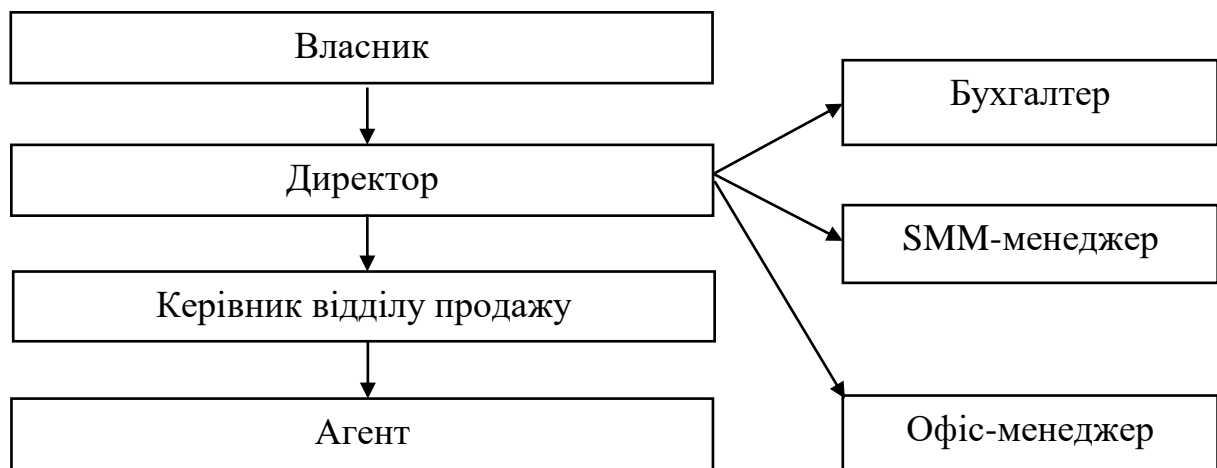 Власник
Директор
Керівник відділу продажу
Агент
Бухгалтер
SMM-менеджер
Офіс-менеджер